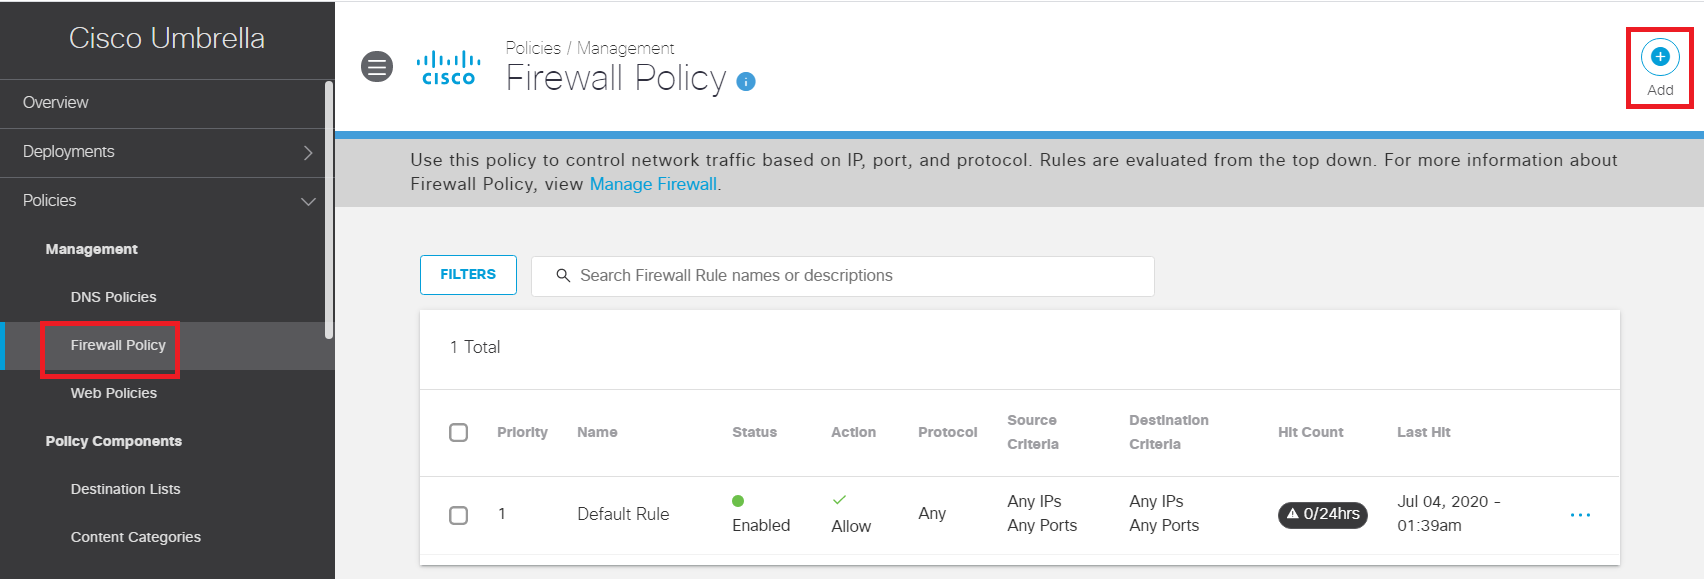 Cisco Umbrella
Overview
Deployments
Policies
Management
DNS Policies
Firewall Policy
Web Policies
Policy Components
Destination Lists
Content Categories
CISCO
Policies / Management
Firewall Policy
Add
Use this policy to control network traffic based on IP, port, and protocol. Rules are evaluated from the top down. For more information about
Firewall Policy, view Manage Firewall.
FILTERS
Search Firewall Rule names or descriptions
1 Total
Priority Name Status Action Protocol Source Criteria Destination Criteria Hit Count Last Hit
1 Default Rule Enabled Allow Any Any IPs Any Ports Any IPs Any Ports 0/24hrs Jul 04, 2020 - 01:39am